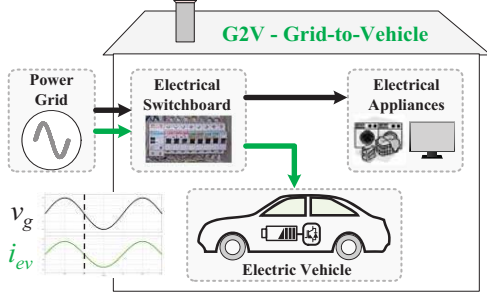 G2V - Grid-to-Vehicle
Power
Grid
Electrical
Switchboard
Electrical
Appliances
v_g
i_ev
Electric Vehicle